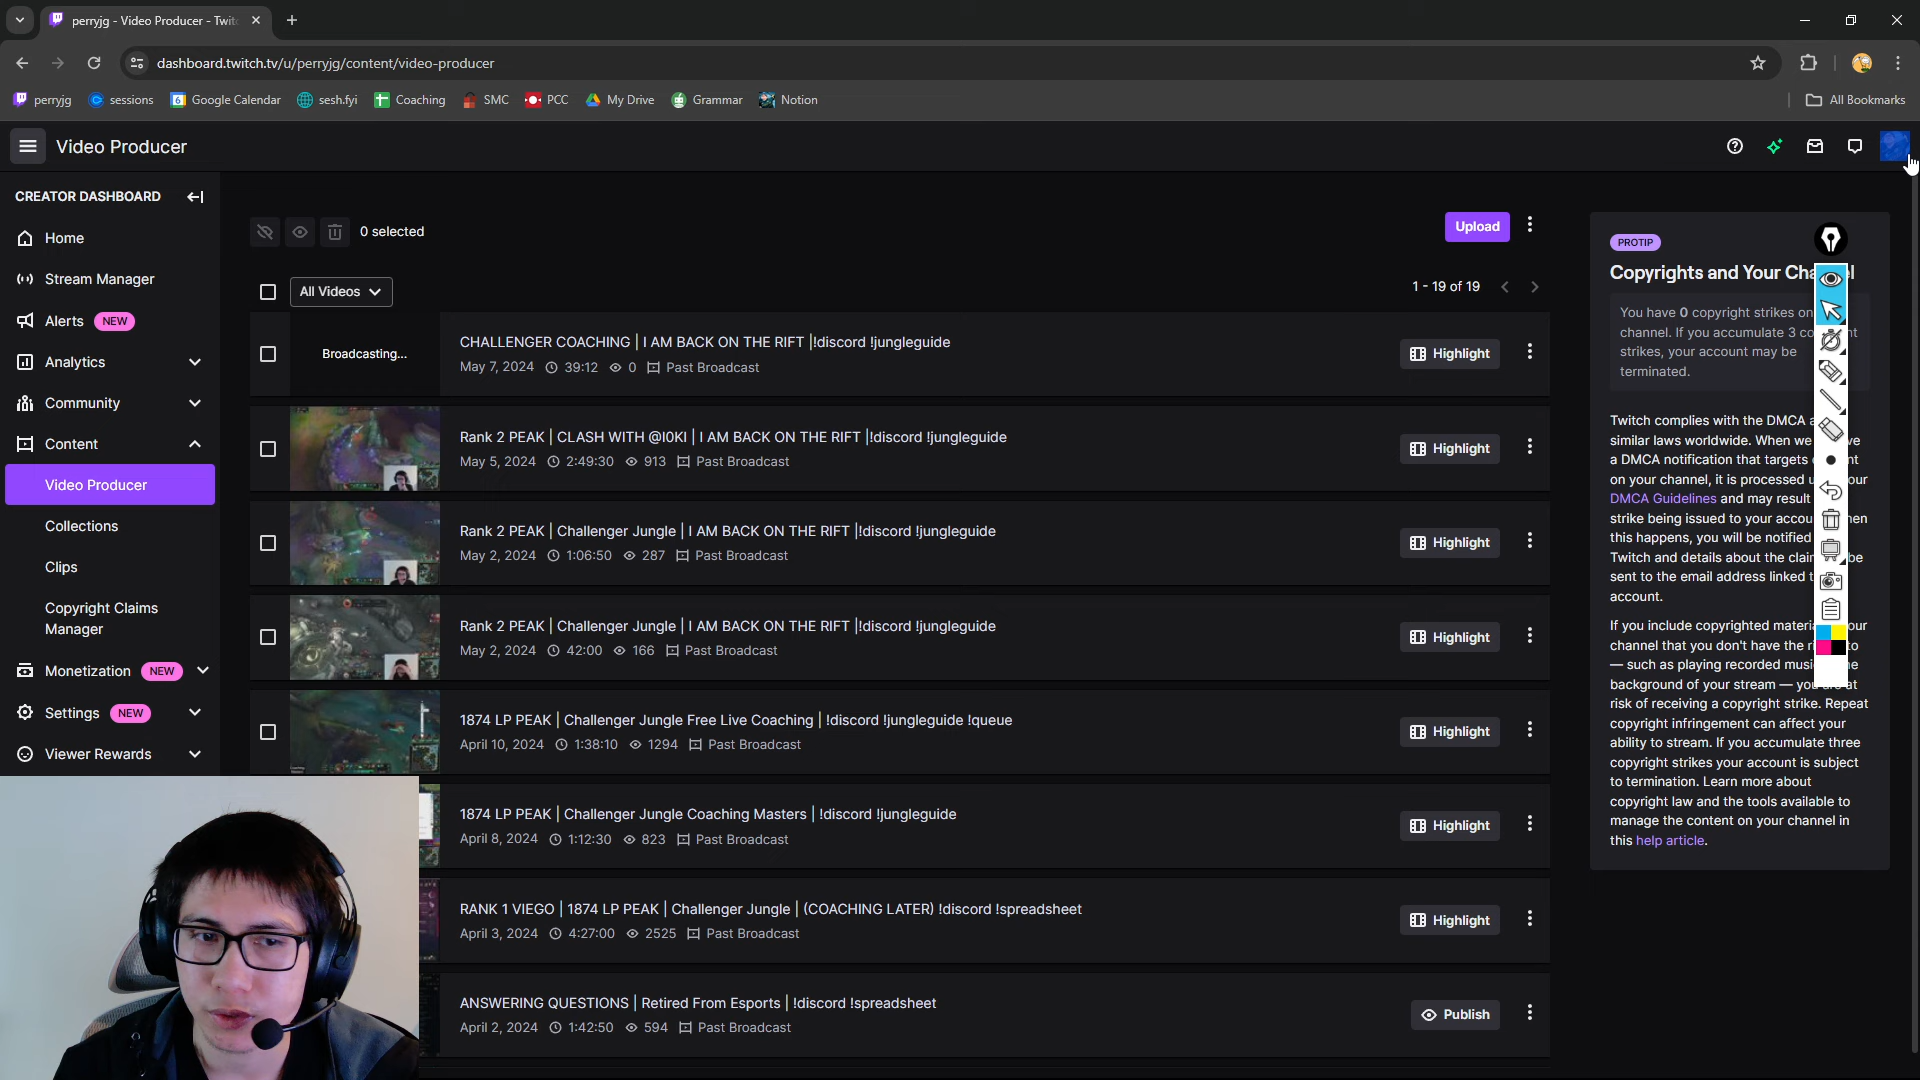 perryjg - Video Producer - Twit
dashboard.twitch.tv/u/perryjg/content/video-producer
perryjg
sessions
6
Google Calendar
sesh.fyi
Coaching
SMC
PCC
My Drive
Grammar
Notion
All Bookmarks
Video Producer
CREATOR DASHBOARD
Home
Stream Manager
Alerts NEW
Analytics
Community
Content
Video Producer
Collections
Clips
Copyright Claims
Manager
Monetization NEW
Settings NEW
Viewer Rewards
0 selected
Upload
All Videos
1 - 19 of 19
Broadcasting...
CHALLENGER COACHING | I AM BACK ON THE RIFT |!discord !jungleguide
May 7, 2024 39:12 0 Past Broadcast
Highlight
Rank 2 PEAK | CLASH WITH @I0KI | I AM BACK ON THE RIFT |!discord !jungleguide
May 5, 2024 2:49:30 913 Past Broadcast
Highlight
Rank 2 PEAK | Challenger Jungle | I AM BACK ON THE RIFT |!discord !jungleguide
May 2, 2024 1:06:50 287 Past Broadcast
Highlight
Rank 2 PEAK | Challenger Jungle | I AM BACK ON THE RIFT |!discord !jungleguide
May 2, 2024 42:00 166 Past Broadcast
Highlight
1874 LP PEAK | Challenger Jungle Free Live Coaching | !discord !jungleguide !queue
April 10, 2024 1:38:10 1294 Past Broadcast
Highlight
1874 LP PEAK | Challenger Jungle Coaching Masters | !discord !jungleguide
April 8, 2024 1:12:30 823 Past Broadcast
Highlight
RANK 1 VIEGO | 1874 LP PEAK | Challenger Jungle | (COACHING LATER) !discord !spreadsheet
April 3, 2024 4:27:00 2525 Past Broadcast
Highlight
ANSWERING QUESTIONS | Retired From Esports | !discord !spreadsheet
April 2, 2024 1:42:50 594 Past Broadcast
Publish
PROTIP
Copyrights and Your
You have 0 copyright strikes on
channel. If you accumulate 3
strikes, your account may be
terminated.
Twitch complies with the DMCA
similar laws worldwide. When we
a DMCA notification that targets
on your channel, it is processed
DMCA Guidelines and may result
strike being issued to your
this happens, you will be notified
Twitch and details about the be
sent to the email address linked
account.
If you include copyrighted
channel that you don't have the to
— such as playing recorded
background of your stream — at
risk of receiving a copyright strike. Repeat
copyright infringement can affect your
ability to stream. If you accumulate three
copyright strikes your account is subject
to termination. Learn more about
copyright law and the tools available to
manage the content on your channel in
this help article.